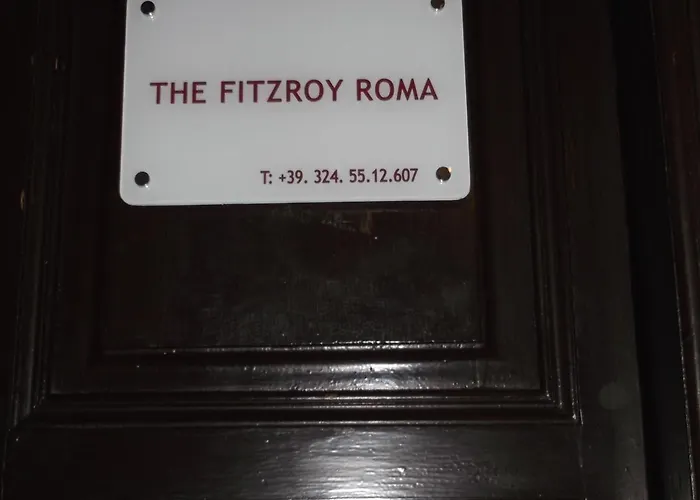 THE FITZROY ROMA
T: +39. 324. 55.12.607